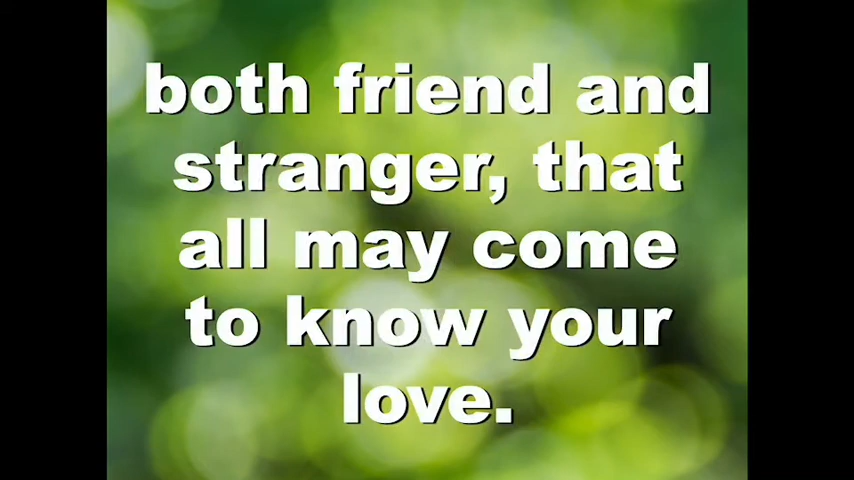 both friend and
stranger, that
all may come
to know your
love.